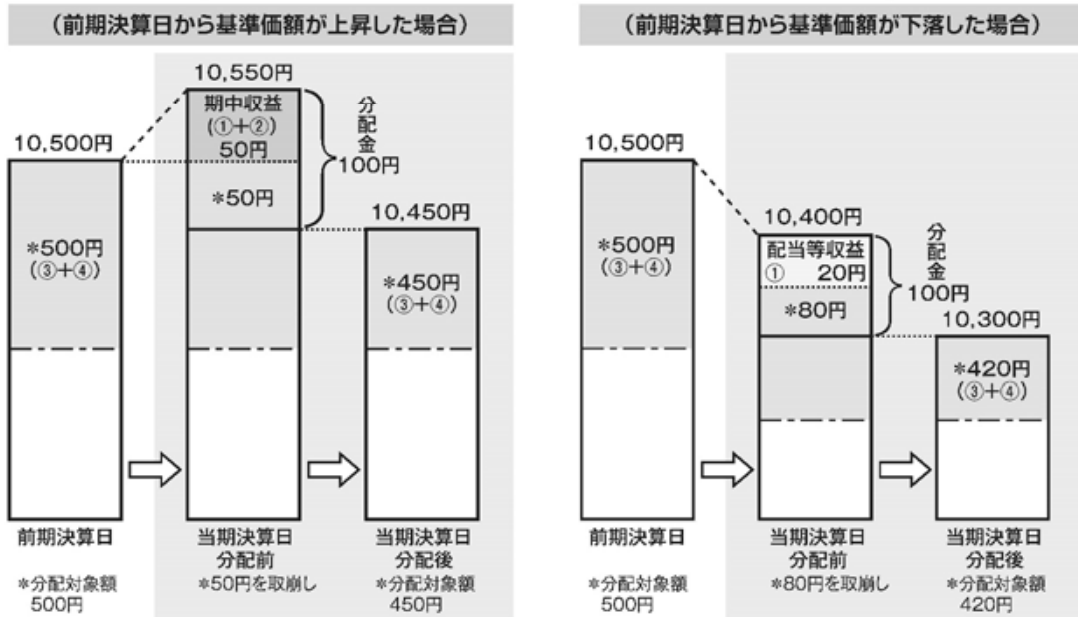 (前期決算日から基準価額が上昇した場合)
10,550円
期中収益
(①+②)
50円
*50円
分配金
100円
10,500円
*500円
(③+④)
10,450円
*450円
(③+④)
前期決算日
*分配対象額
500円
当期決算日
分配前
*50円を取崩し
当期決算日
分配後
*分配対象額
450円
(前期決算日から基準価額が下落した場合)
10,500円
*500円
(③+④)
10,400円
配当等収益
① 20円
*80円
分配金
100円
10,300円
*420円
(③+④)
前期決算日
*分配対象額
500円
当期決算日
分配前
*80円を取崩し
当期決算日
分配後
*分配対象額
420円